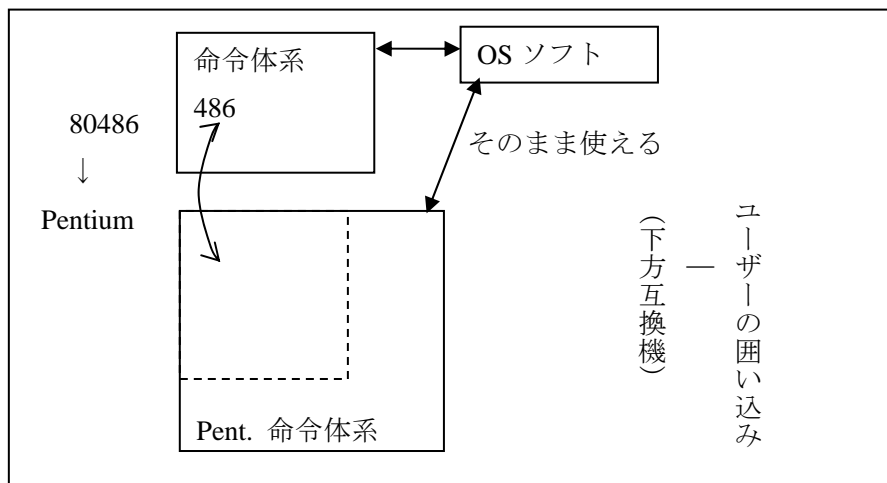 命令体系
486
OS ソフト
80486
↓
Pentium
そのまま使える
Pent. 命令体系
ユーザーの囲い込み
―
（下方互換機）